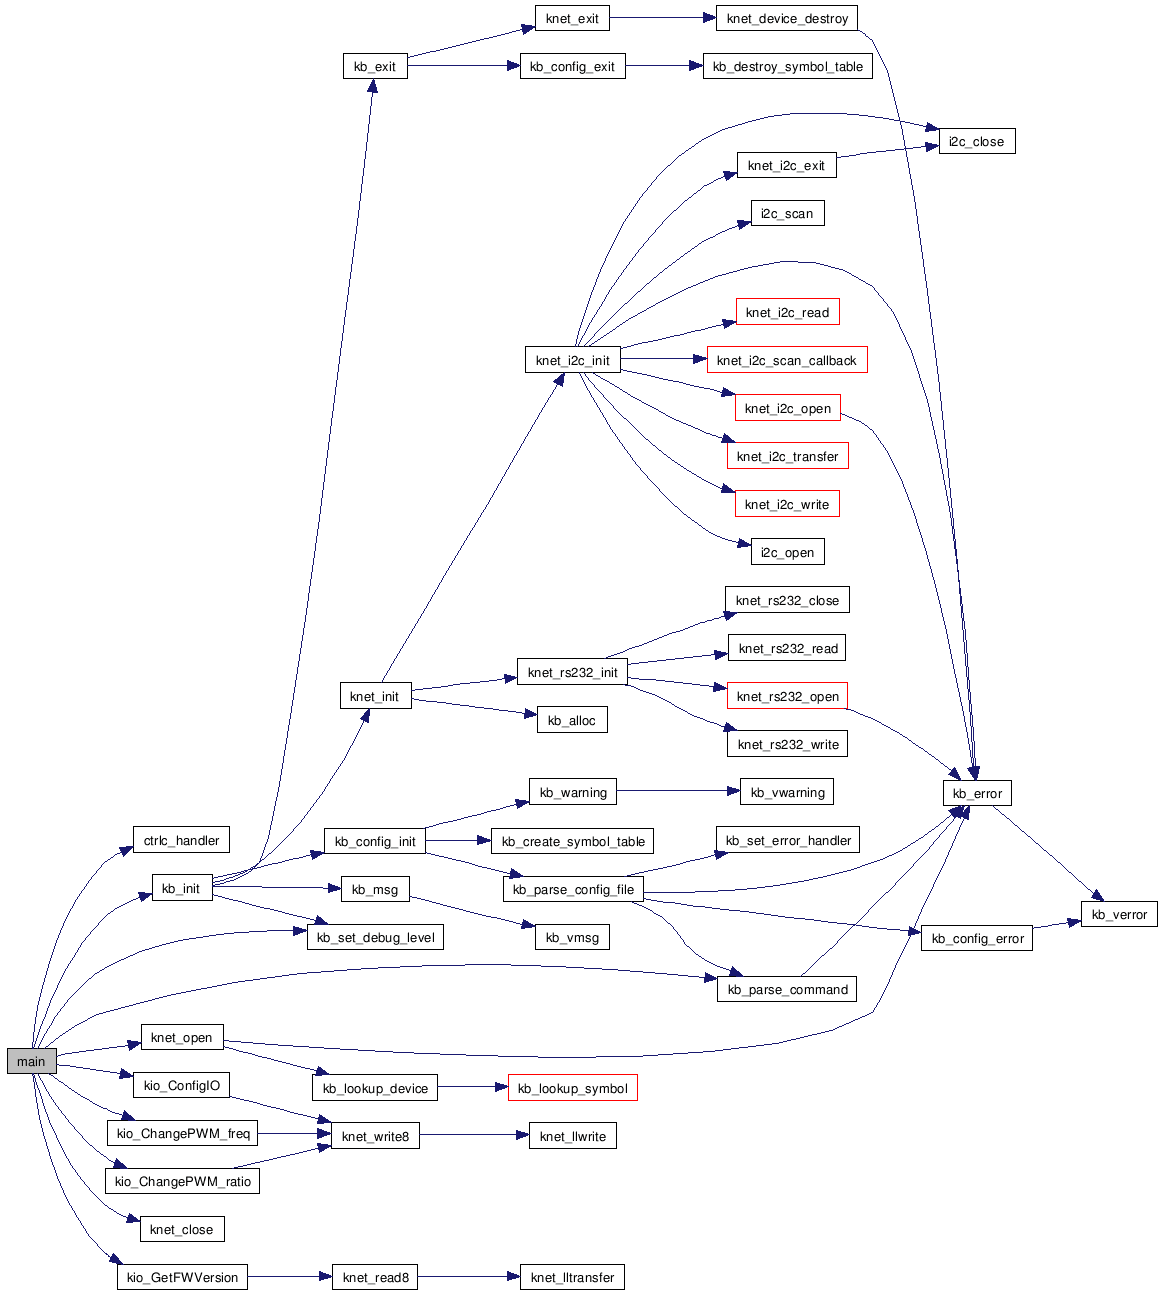 knet_exit
knet_device_destroy
kb_exit
kb_config_exit
kb_destroy_symbol_table
i2c_close
knet_i2c_exit
i2c_scan
knet_i2c_read
knet_i2c_init
knet_i2c_scan_callback
knet_i2c_open
knet_i2c_transfer
knet_i2c_write
i2c_open
knet_rs232_close
knet_rs232_read
knet_rs232_init
knet_init
knet_rs232_open
kb_alloc
knet_rs232_write
kb_warning
kb_vwarning
kb_error
ctrlc_handler
kb_config_init
kb_create_symbol_table
kb_set_error_handler
kb_init
kb_msg
kb_parse_config_file
kb_verror
kb_set_debug_level
kb_vmsg
kb_config_error
kb_parse_command
knet_open
main
kio_ConfigIO
kb_lookup_device
kb_lookup_symbol
kio_ChangePWM_freq
knet_write8
knet_llwrite
kio_ChangePWM_ratio
knet_close
kio_GetFWVersion
knet_read8
knet_lltransfer